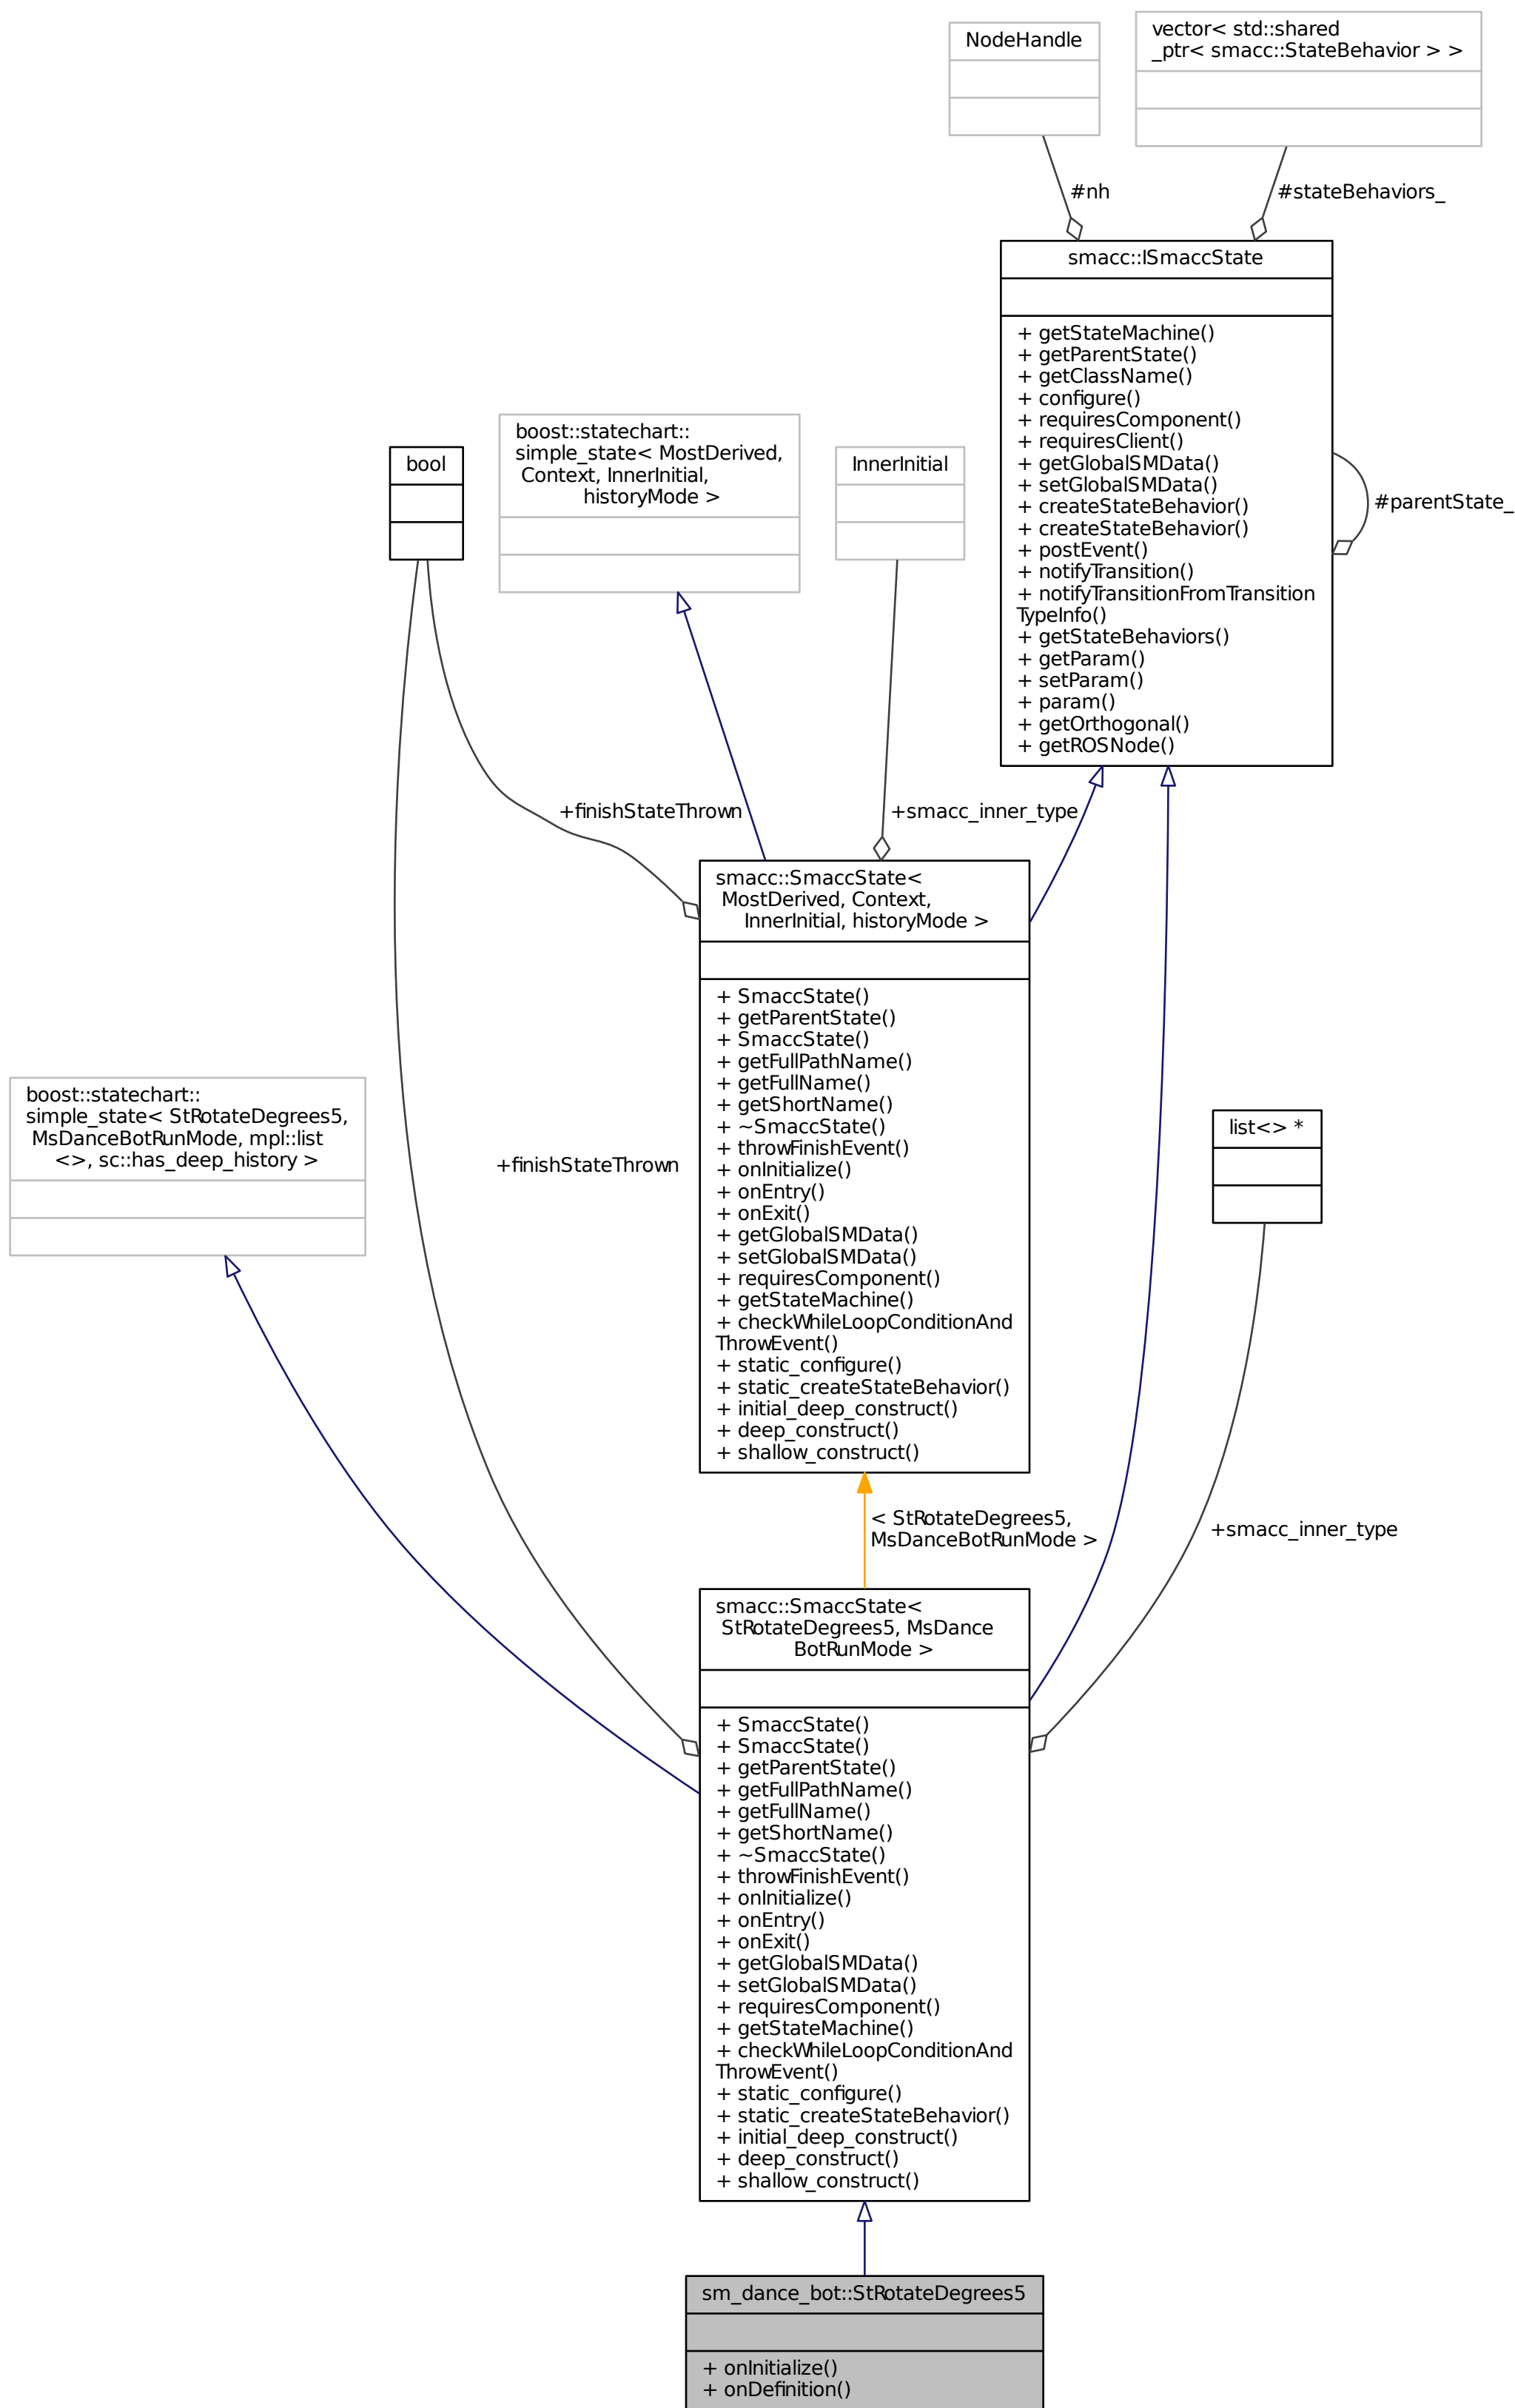 NodeHandle
vector< std::shared
_ptr< smacc::StateBehavior > >
#nh
#stateBehaviors_
smacc::ISmaccState
+ getStateMachine()
+ getParentState()
+ getClassName()
+ configure()
+ requiresComponent()
+ requiresClient()
+ getGlobalSMData()
+ setGlobalSMData()
+ createStateBehavior()
+ createStateBehavior()
+ postEvent()
+ notifyTransition()
+ notifyTransitionFromTransition
TypeInfo()
+ getStateBehaviors()
+ getParam()
+ setParam()
+ param()
+ getOrthogonal()
+ getROSNode()
#parentState_
bool
boost::statechart::
simple_state< MostDerived,
Context, InnerInitial,
historyMode >
InnerInitial
+finishStateThrown
+smacc_inner_type
smacc::SmaccState<
MostDerived, Context,
InnerInitial, historyMode >
+ SmaccState()
+ getParentState()
+ SmaccState()
+ getFullPathName()
+ getFullName()
+ getShortName()
+ ~SmaccState()
+ throwFinishEvent()
+ onInitialize()
+ onEntry()
+ onExit()
+ getGlobalSMData()
+ setGlobalSMData()
+ requiresComponent()
+ getStateMachine()
+ checkWhileLoopConditionAnd
ThrowEvent()
+ static_configure()
+ static_createStateBehavior()
+ initial_deep_construct()
+ deep_construct()
+ shallow_construct()
boost::statechart::
simple_state< StRotateDegrees5,
MsDanceBotRunMode, mpl::list
<>, sc::has_deep_history >
+finishStateThrown
list<> *
< StRotateDegrees5,
MsDanceBotRunMode >
+smacc_inner_type
smacc::SmaccState<
StRotateDegrees5, MsDance
BotRunMode >
+ SmaccState()
+ SmaccState()
+ getParentState()
+ getFullPathName()
+ getFullName()
+ getShortName()
+ ~SmaccState()
+ throwFinishEvent()
+ onInitialize()
+ onEntry()
+ onExit()
+ getGlobalSMData()
+ setGlobalSMData()
+ requiresComponent()
+ getStateMachine()
+ checkWhileLoopConditionAnd
ThrowEvent()
+ static_configure()
+ static_createStateBehavior()
+ initial_deep_construct()
+ deep_construct()
+ shallow_construct()
sm_dance_bot::StRotateDegrees5
+ onInitialize()
+ onDefinition()